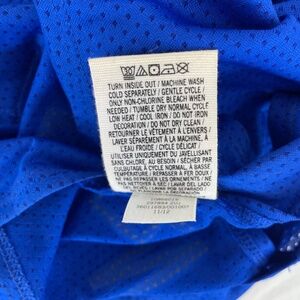 TURN INSIDE OUT / MACHINE WASH
COLD SEPARATELY / GENTLE CYCLE /
ONLY NON-CHLORINE BLEACH WHEN
NEEDED / TUMBLE DRY NORMAL CYCLE
LOW HEAT / COOL IRON / DO NOT IRON
DECORATION / DO NOT DRY CLEAN
RETOURNER LE VÊTEMENT À L'ENVERS /
LAVER SÉPARÉMENT À LA MACHINE, À
L'EAU FROIDE / CYCLE DÉLICAT /
UTILISER UNIQUEMENT DU JAVELLISANT
SANS CHLORE, AU BESOIN / SÉCHER PAR
CULBUTAGE À CYCLE NORMAL, À BASSE
TEMPÉRATURE / REPASSER À FER DOUX /
NE PAS REPASSER LES ORNEMENTS / NE
PAS NETTOYER À SEC / LAVAR DEL LADO
11/12